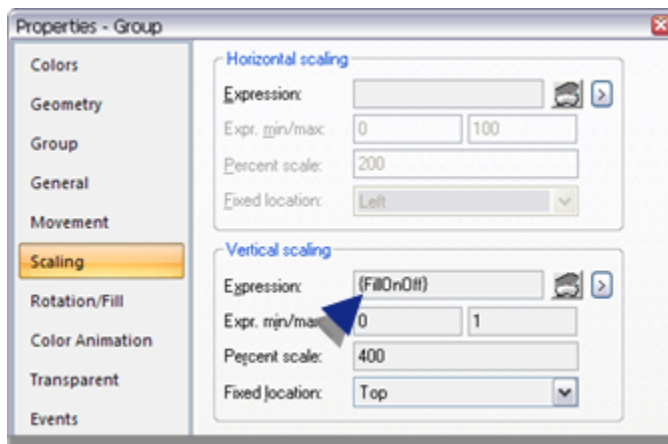 Properties - Group
Colors
Geometry
Group
General
Movement
Scaling
Rotation/Fill
Color Animation
Transparent
Events
Horizontal scaling
Expression:
Expr. min/max: 0 100
Percent scale: 200
Fixed location: Left
Vertical scaling
Expression: {FillOnOff}
Expr. min/max 0 1
Percent scale: 400
Fixed location: Top